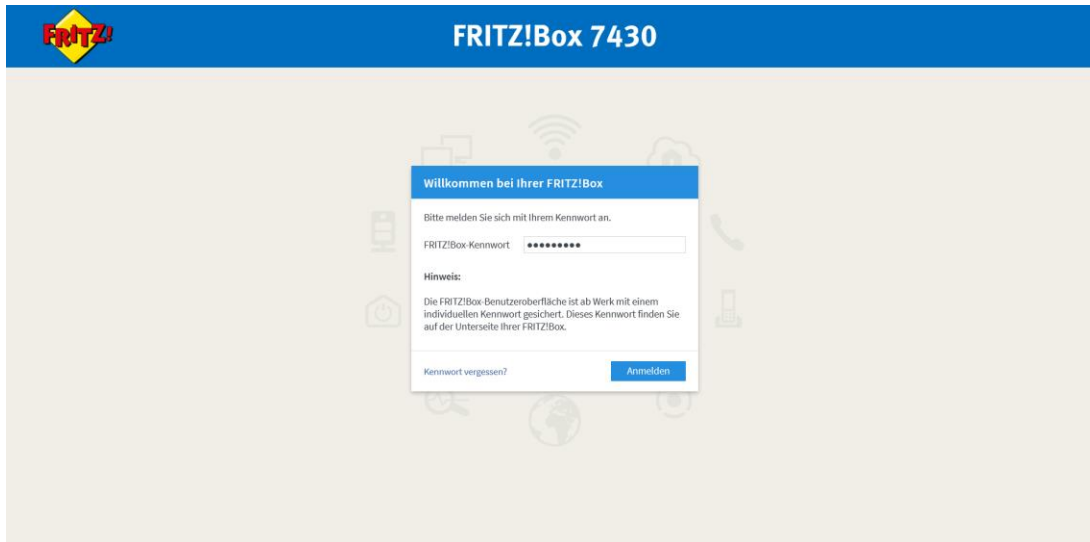 FRITZ!
FRITZ!Box 7430
Willkommen bei Ihrer FRITZ!Box
Bitte melden Sie sich mit Ihrem Kennwort an.
FRITZ!Box-Kennwort •••••••••
Hinweis:
Die FRITZ!Box-Benutzeroberfläche ist ab Werk mit einem
individuellen Kennwort gesichert. Dieses Kennwort finden Sie
auf der Unterseite Ihrer FRITZ!Box.
Kennwort vergessen? Anmelden